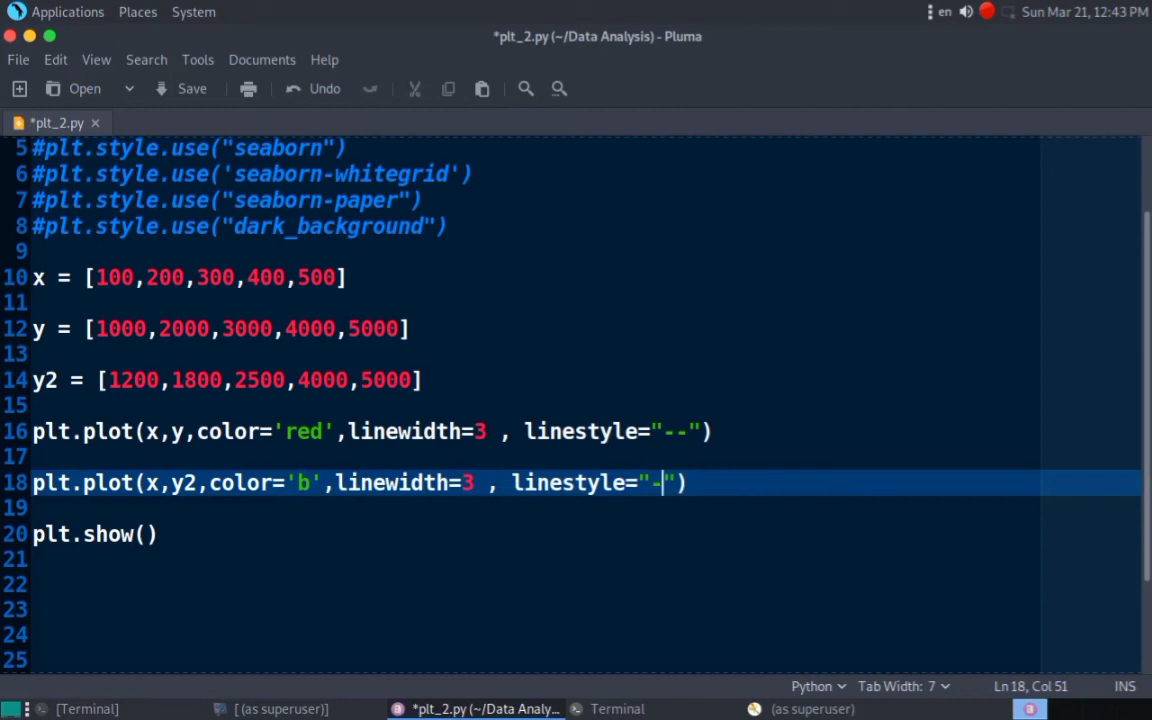 Applications Places System en Sun Mar 21, 12:43 PM
*plt_2.py (~/Data Analysis) - Pluma
File Edit View Search Tools Documents Help
Open Save Undo
*plt_2.py ×
5 #plt.style.use("seaborn")
6 #plt.style.use('seaborn-whitegrid')
7 #plt.style.use("seaborn-paper")
8 #plt.style.use("dark_background")
9
10 x = [100,200,300,400,500]
11
12 y = [1000,2000,3000,4000,5000]
13
14 y2 = [1200,1800,2500,4000,5000]
15
16 plt.plot(x,y,color='red',linewidth=3 , linestyle="--")
17
18 plt.plot(x,y2,color='b',linewidth=3 , linestyle="-")
19
20 plt.show()
21
22
23
24
25
Python Tab Width: 7 Ln 18, Col 51 INS
[Terminal] [ (as superuser)] *plt_2.py (~/Data Analy... Terminal (as superuser)